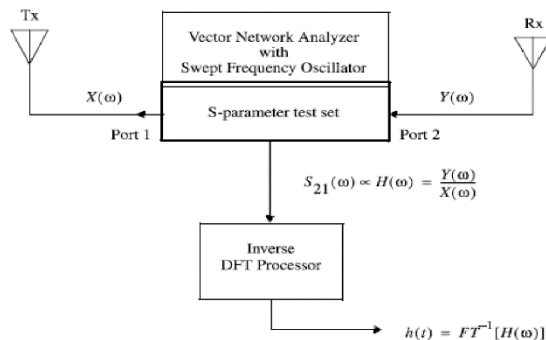 Tx
Rx
Vector Network Analyzer
with
Swept Frequency Oscillator
X(ω)
Y(ω)
S-parameter test set
Port 1
Port 2
S₂₁(ω) ∝ H(ω) = Y(ω)/X(ω)
Inverse
DFT Processor
h(t) = FT⁻¹[H(ω)]